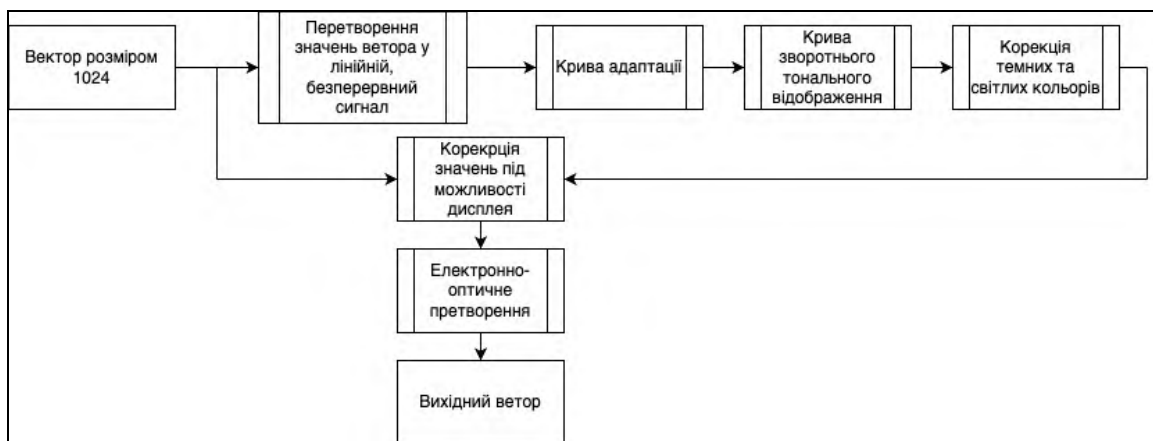 Вектор розміром
1024
Перетворення
значень ветора у
лінійній,
безперервний
сигнал
Крива адаптації
Крива
зворотнього
тонального
відображення
Корекція
темних та
світлих кольорів
Корекрція
значень під
можливості
дисплея
Електронно-
оптичне
претворення
Вихідний ветор